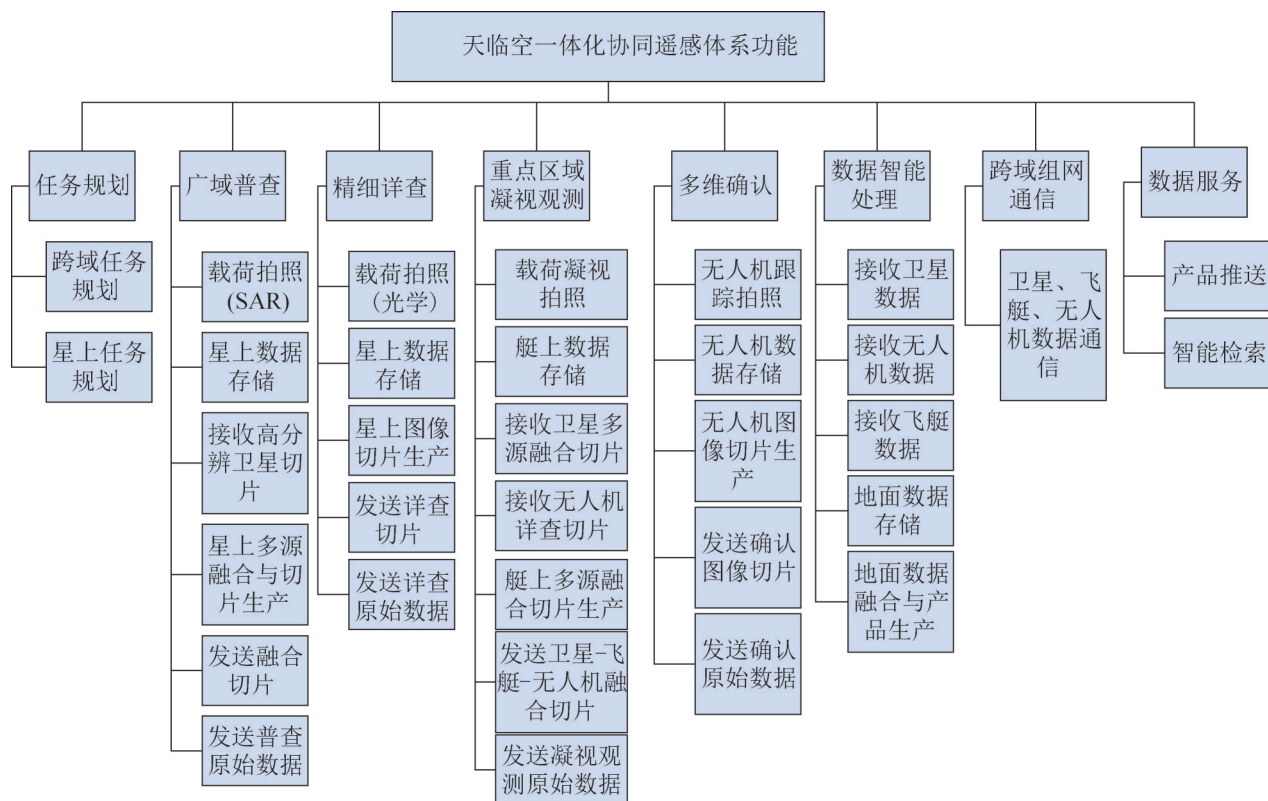 天临空一体化协同遥感体系功能
任务规划
跨域任务
规划
星上任务
规划
广域普查
载荷拍照
(SAR)
星上数据
存储
接收高分
辨卫星切
片
星上多源
融合与切
片生产
发送融合
切片
发送普查
原始数据
精细详查
载荷拍照
(光学)
星上数据
存储
星上图像
切片生产
发送详查
切片
发送详查
原始数据
重点区域
凝视观测
载荷凝视
拍照
艇上数据
存储
接收卫星多
源融合切片
接收无人机
详查切片
艇上多源融
合切片生产
发送卫星-飞
艇-无人机融
合切片
发送凝视观
测原始数据
多维确认
无人机跟
踪拍照
无人机数
据存储
无人机图
像切片生
产
发送确认
图像切片
发送确认
原始数据
数据智能
处理
接收卫星
数据
接收无人
机数据
接收飞艇
数据
地面数据
存储
地面数据
融合与产
品生产
跨域组网
通信
卫星、飞
艇、无人
机数据通
信
数据服务
产品推送
智能检索